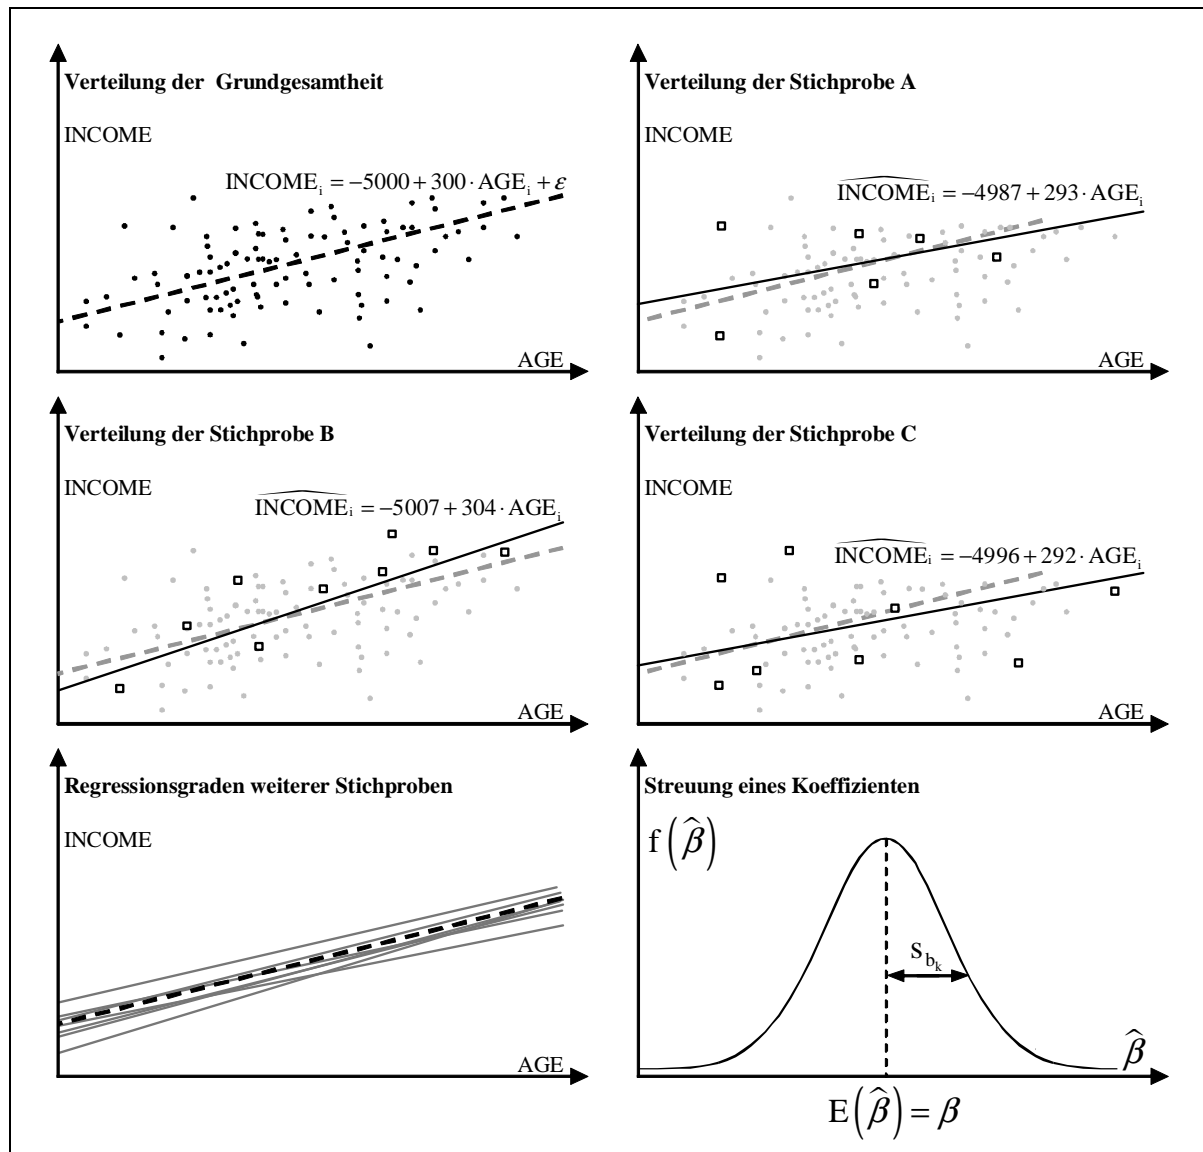 Verteilung der Grundgesamtheit
INCOME
INCOMEᵢ = −5000 + 300 · AGEᵢ + ε
AGE
Verteilung der Stichprobe A
INCOME
INCOMEᵢ = −4987 + 293 · AGEᵢ
AGE
Verteilung der Stichprobe B
INCOME
INCOMEᵢ = −5007 + 304 · AGEᵢ
AGE
Verteilung der Stichprobe C
INCOME
INCOMEᵢ = −4996 + 292 · AGEᵢ
AGE
Regressionsgraden weiterer Stichproben
INCOME
AGE
Streuung eines Koeffizienten
f(β̂)
s_{b_k}
β̂
E(β̂) = β